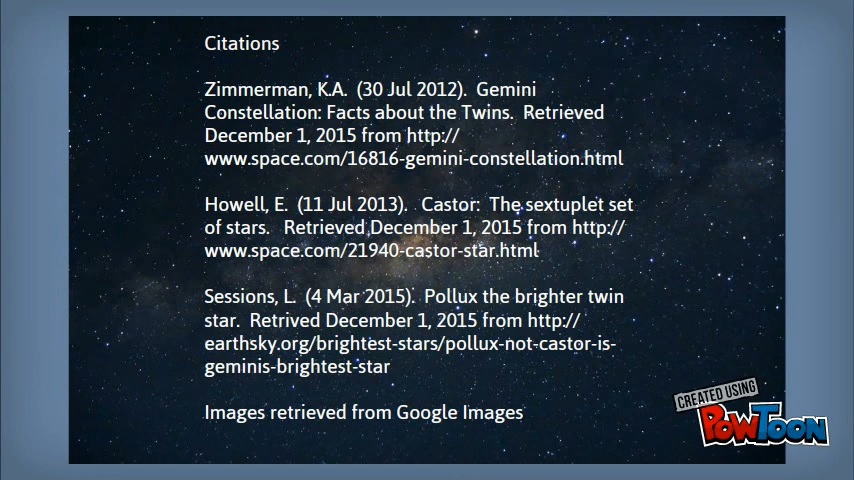 Citations
Zimmerman, K.A. (30 Jul 2012). Gemini
Constellation: Facts about the Twins. Retrieved
December 1, 2015 from http://
www.space.com/16816-gemini-constellation.html
Howell, E. (11 Jul 2013). Castor: The sextuplet set
of stars. Retrieved December 1, 2015 from http://
www.space.com/21940-castor-star.html
Sessions, L. (4 Mar 2015). Pollux the brighter twin
star. Retrived December 1, 2015 from http://
earthsky.org/brightest-stars/pollux-not-castor-is-
geminis-brightest-star
Images retrieved from Google Images
CREATED USING
POWTOON